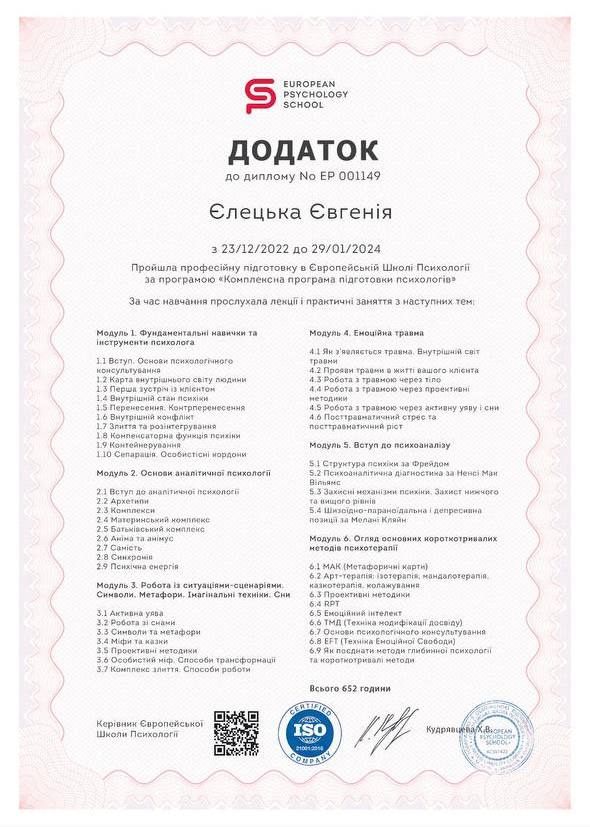 EUROPEAN
PSYCHOLOGY
SCHOOL
ДОДАТОК
до диплому No EP 001149
Єлецька Євгенія
з 23/12/2022 до 29/01/2024
Пройшла професійну підготовку в Європейській Школі Психології
за програмою «Комплексна програма підготовки психологів»
За час навчання прослухала лекції і практичні заняття з наступних тем:
Модуль 1. Фундаментальні навички та
інструменти психолога
1.1 Вступ. Основи психологічного
консультування
1.2 Карта внутрішнього світу людини
1.3 Перша зустріч із клієнтом
1.4 Внутрішній стан психіки
1.5 Перенесення. Контрперенесення
1.6 Внутрішній конфлікт
1.7 Злиття та розінтегрування
1.8 Компенсаторна функція психіки
1.9 Контейнерування
1.10 Сепарація. Особистісні кордони
Модуль 2. Основи аналітичної психології
2.1 Вступ до аналітичної психології
2.2 Архетипи
2.3 Комплекси
2.4 Материнський комплекс
2.5 Батьківський комплекс
2.6 Аніма та анімус
2.7 Самість
2.8 Синхронія
2.9 Психічна енергія
Модуль 3. Робота із ситуаціями-сценаріями.
Символи. Метафори. Імагінальні техніки. Сни
3.1 Активна уява
3.2 Робота зі снами
3.3 Символи та метафори
3.4 Міфи та казки
3.5 Проективні методики
3.6 Особистий міф. Способи трансформації
3.7 Комплекс злиття. Способи роботи
Модуль 4. Емоційна травма
4.1 Як з'являється травма. Внутрішній світ
травми
4.2 Прояви травми в житті вашого клієнта
4.3 Робота з травмою через тіло
4.4 Робота з травмою через проективні
методики
4.5 Робота з травмою через активну уяву і сни
4.6 Посттравматичний стрес та
посттравматичний ріст
Модуль 5. Вступ до психоаналізу
5.1 Структура психіки за Фрейдом
5.2 Психоаналітична діагностика за Ненсі Мак
Вільямс
5.3 Захисні механізми психіки. Захист нижчого
та вищого рівнів
5.4 Шизоїдно-параноїдальна і депресивна
позиції за Мелані Кляйн
Модуль 6. Огляд основних короткотривалих
методів психотерапії
6.1 МАК (Метафоричні карти)
6.2 Арт-терапія: ізотерапія, мандалотерапія,
казкотерапія, колажування
6.3 Проективні методики
6.4 RPT
6.5 Емоційний інтелект
6.6 ТМД (Техніка модифікації досвіду)
6.7 Основи психологічного консультування
6.8 EFT (Техніка Емоційної Свободи)
6.9 Як поєднати методи глибинної психології
та короткотривалі методи
Всього 652 години
Керівник Європейської
Школи Психології
CERTIFIED
ISO
21001:2018
COMPANY
Кудрявцева Х.В.
EUROPEAN
PSYCHOLOGY
SCHOOL